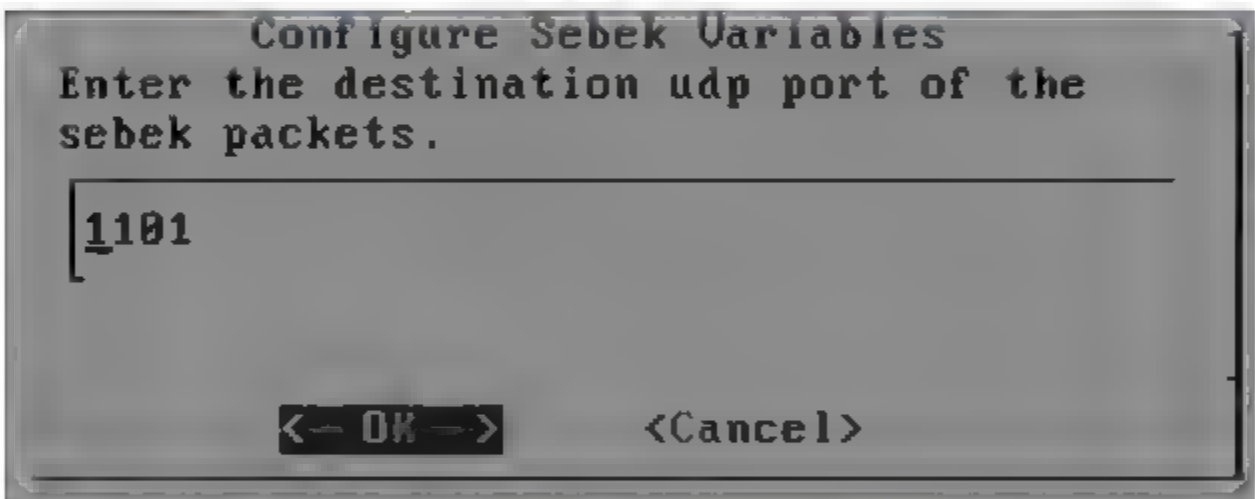 Configure Sebek Variables
Enter the destination udp port of the
sebek packets.
1101
<- OK ->  <Cancel>